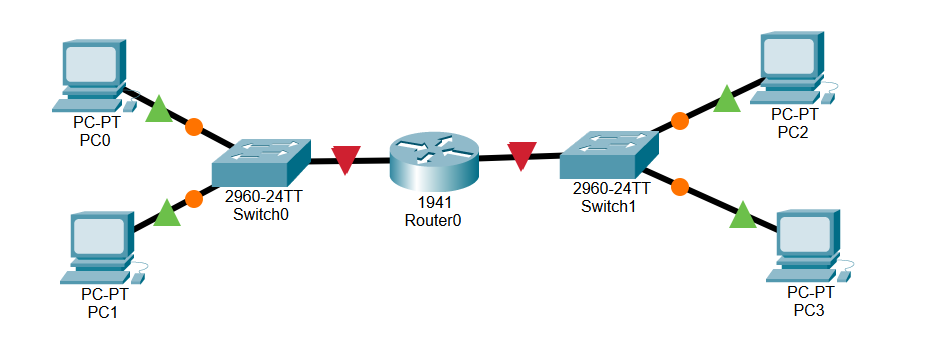 PC-PT
PC0
2960-24TT
Switch0
PC-PT
PC1
1941
Router0
2960-24TT
Switch1
PC-PT
PC2
PC-PT
PC3